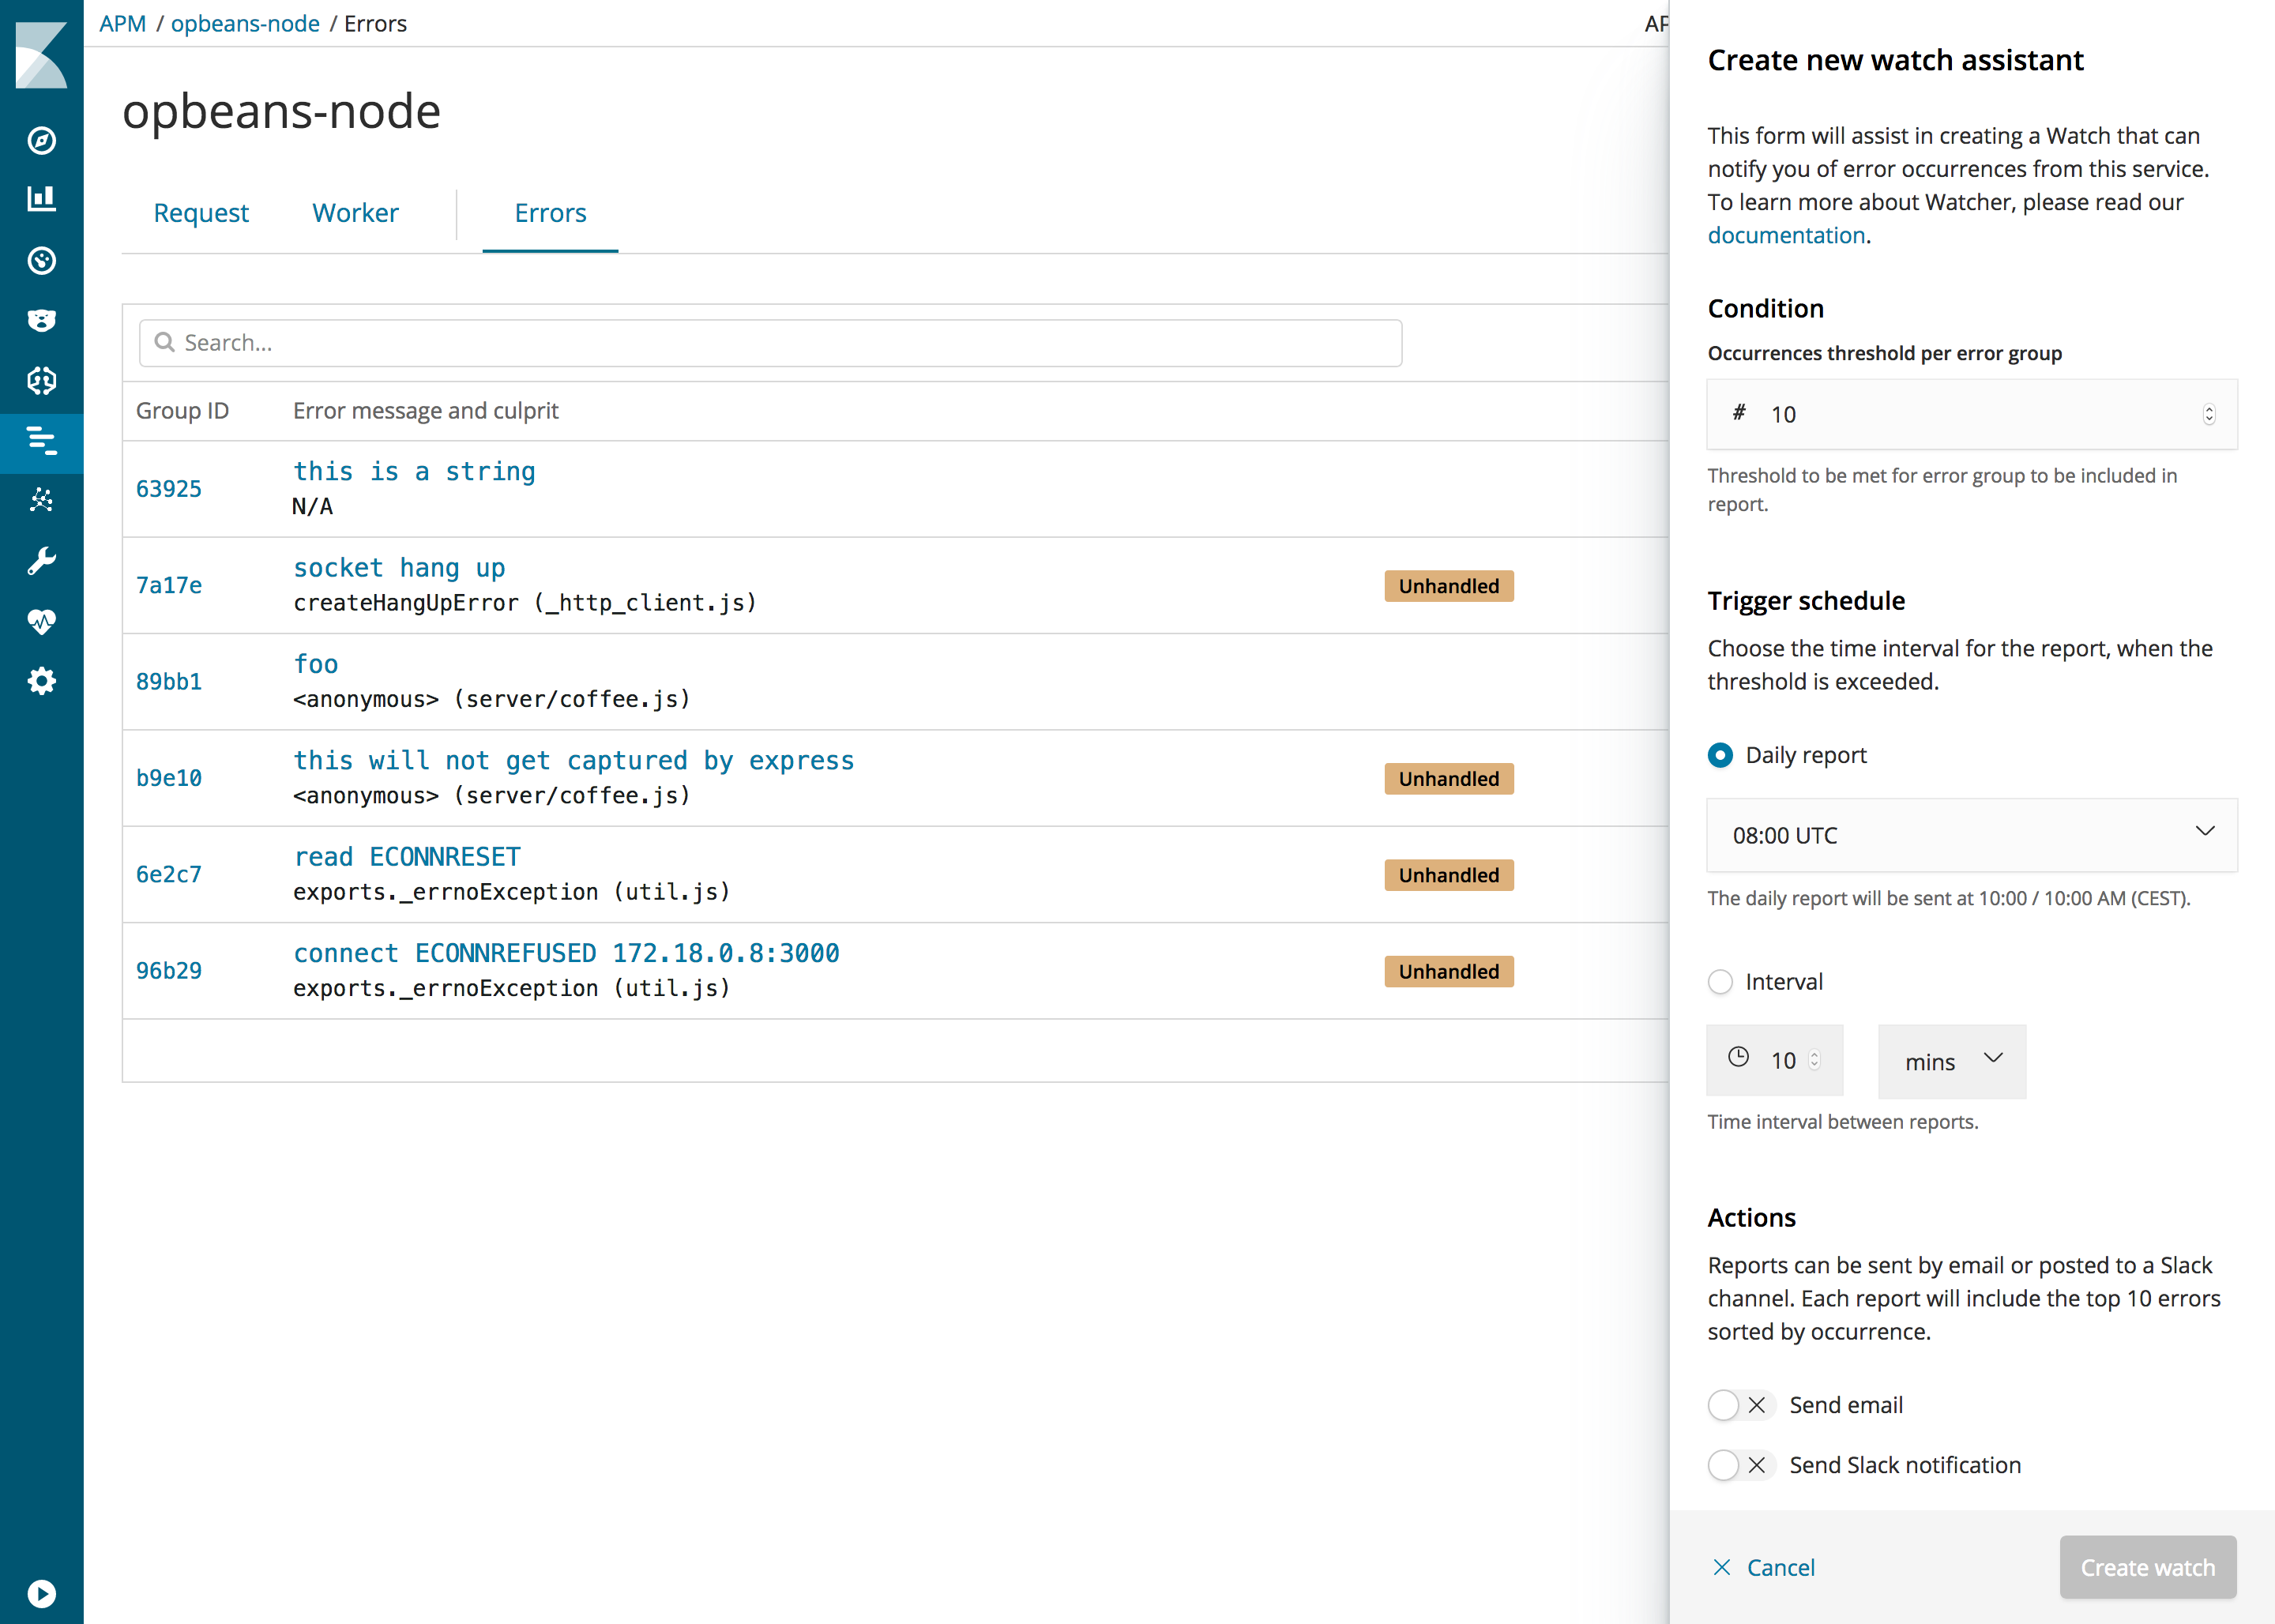 APM / opbeans-node / Errors
opbeans-node
Request
Worker
Errors
Search...
Group ID
Error message and culprit
63925
this is a string
N/A
7a17e
socket hang up
createHangUpError (_http_client.js)
Unhandled
89bb1
foo
<anonymous> (server/coffee.js)
b9e10
this will not get captured by express
<anonymous> (server/coffee.js)
Unhandled
6e2c7
read ECONNRESET
exports._errnoException (util.js)
Unhandled
96b29
connect ECONNREFUSED 172.18.0.8:3000
exports._errnoException (util.js)
Unhandled
Create new watch assistant
This form will assist in creating a Watch that can
notify you of error occurrences from this service.
To learn more about Watcher, please read our
documentation.
Condition
Occurrences threshold per error group
# 10
Threshold to be met for error group to be included in
report.
Trigger schedule
Choose the time interval for the report, when the
threshold is exceeded.
Daily report
08:00 UTC
The daily report will be sent at 10:00 / 10:00 AM (CEST).
Interval
10
mins
Time interval between reports.
Actions
Reports can be sent by email or posted to a Slack
channel. Each report will include the top 10 errors
sorted by occurrence.
Send email
Send Slack notification
Cancel
Create watch